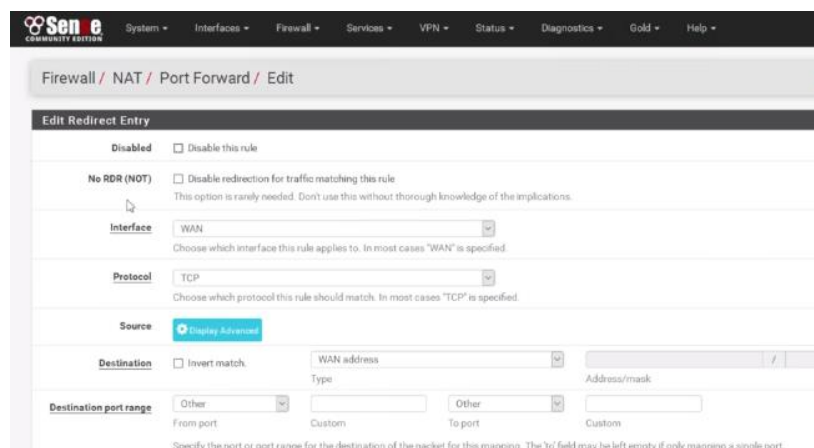 Sen e
COMMUNITY EDITION
System Interfaces Firewall Services VPN Status Diagnostics Gold Help
Firewall / NAT / Port Forward / Edit
Edit Redirect Entry
Disabled Disable this rule
No RDR (NOT) Disable redirection for traffic matching this rule
This option is rarely needed. Don't use this without thorough knowledge of the implications.
Interface WAN
Choose which interface this rule applies to. In most cases "WAN" is specified.
Protocol TCP
Choose which protocol this rule should match. In most cases "TCP" is specified.
Source Display Advanced
Destination Invert match. WAN address /
Type Address/mask
Destination port range Other Other
From port Custom To port Custom
Specify the port or port range for the destination of the packet for this mapping. The 'to' field may be left empty if only mapping a single port